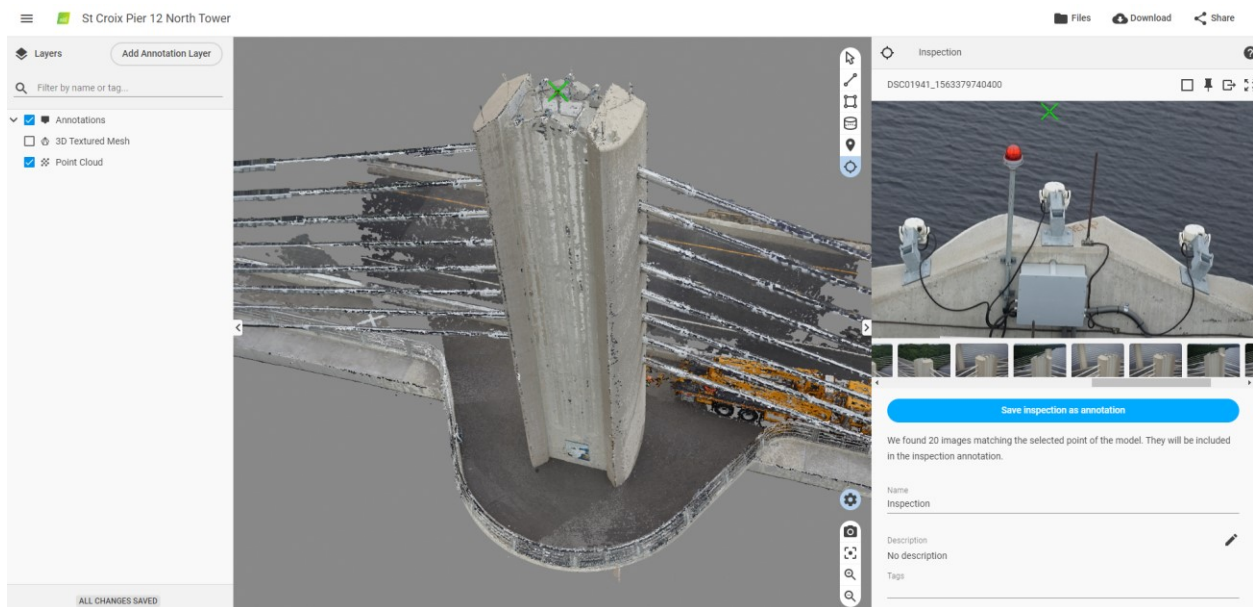 St Croix Pier 12 North Tower
Files
Download
Share
Layers
Add Annotation Layer
Filter by name or tag...
Annotations
3D Textured Mesh
Point Cloud
ALL CHANGES SAVED
Inspection
DSC01941_1563379740400
Save inspection as annotation
We found 20 images matching the selected point of the model. They will be included
in the inspection annotation.
Name
Inspection
Description
No description
Tags